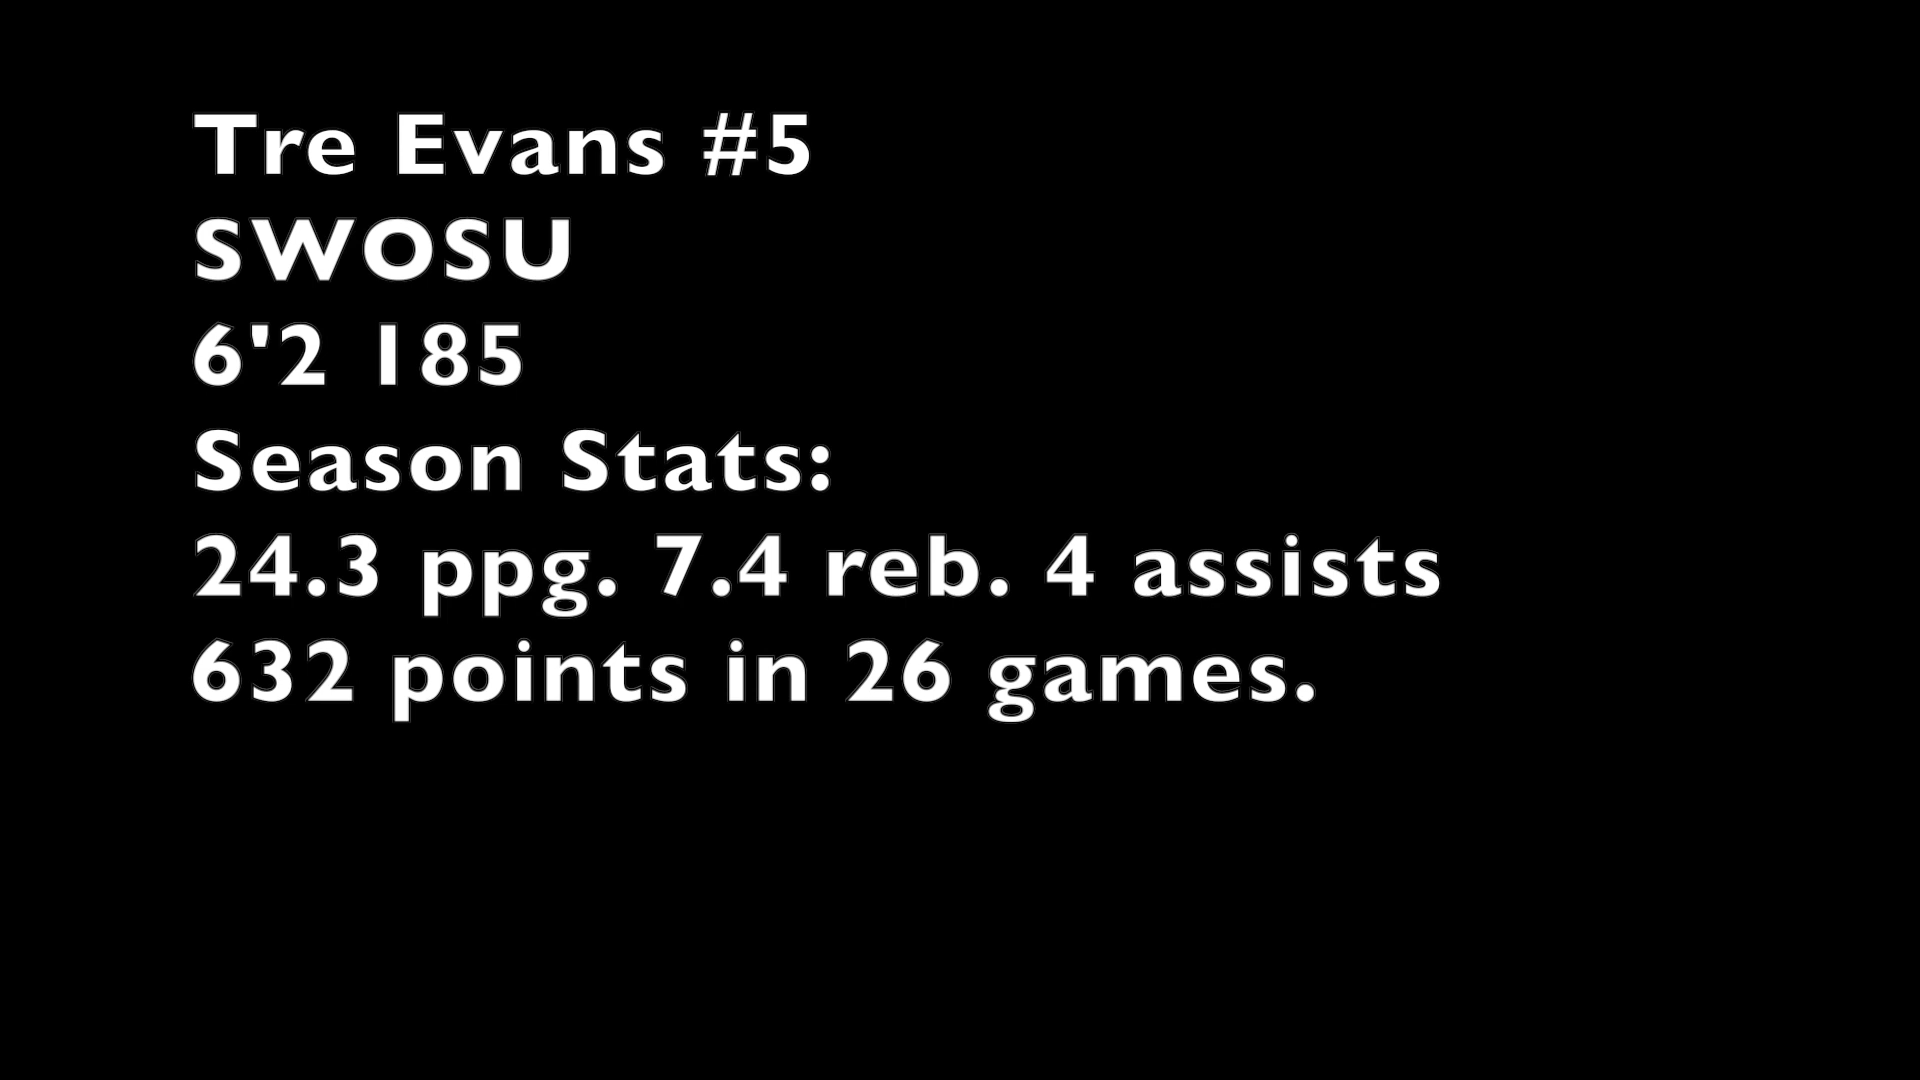 Tre Evans #5
SWOSU
6'2 185
Season Stats:
24.3 ppg. 7.4 reb. 4 assists
632 points in 26 games.